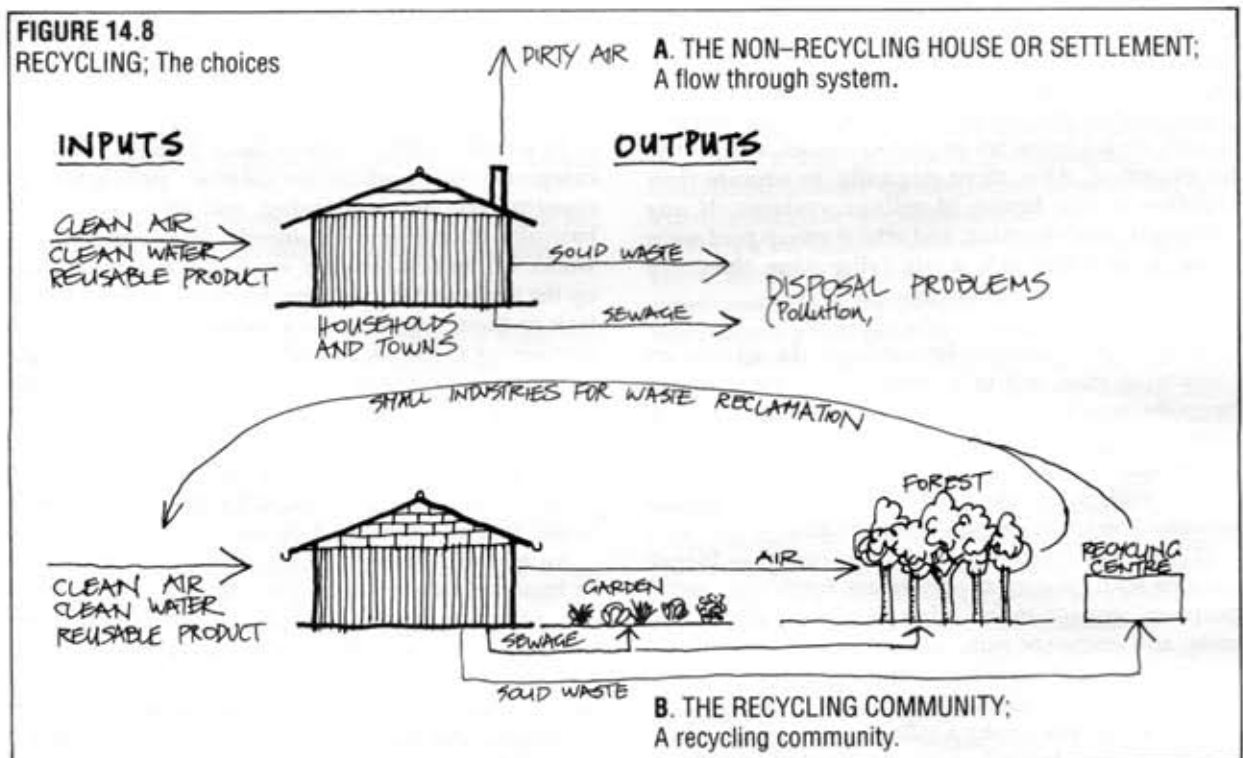 FIGURE 14.8
RECYCLING; The choices
DIRTY AIR
A. THE NON–RECYCLING HOUSE OR SETTLEMENT;
A flow through system.
INPUTS
OUTPUTS
CLEAN AIR
CLEAN WATER
REUSABLE PRODUCT
SOLID WASTE
SEWAGE
DISPOSAL PROBLEMS
(Pollution,
HOUSEHOLDS
AND TOWNS
SMALL INDUSTRIES FOR WASTE RECLAMATION
FOREST
AIR
RECYCLING
CENTRE
GARDEN
CLEAN AIR
CLEAN WATER
REUSABLE PRODUCT
SEWAGE
SOLID WASTE
B. THE RECYCLING COMMUNITY;
A recycling community.